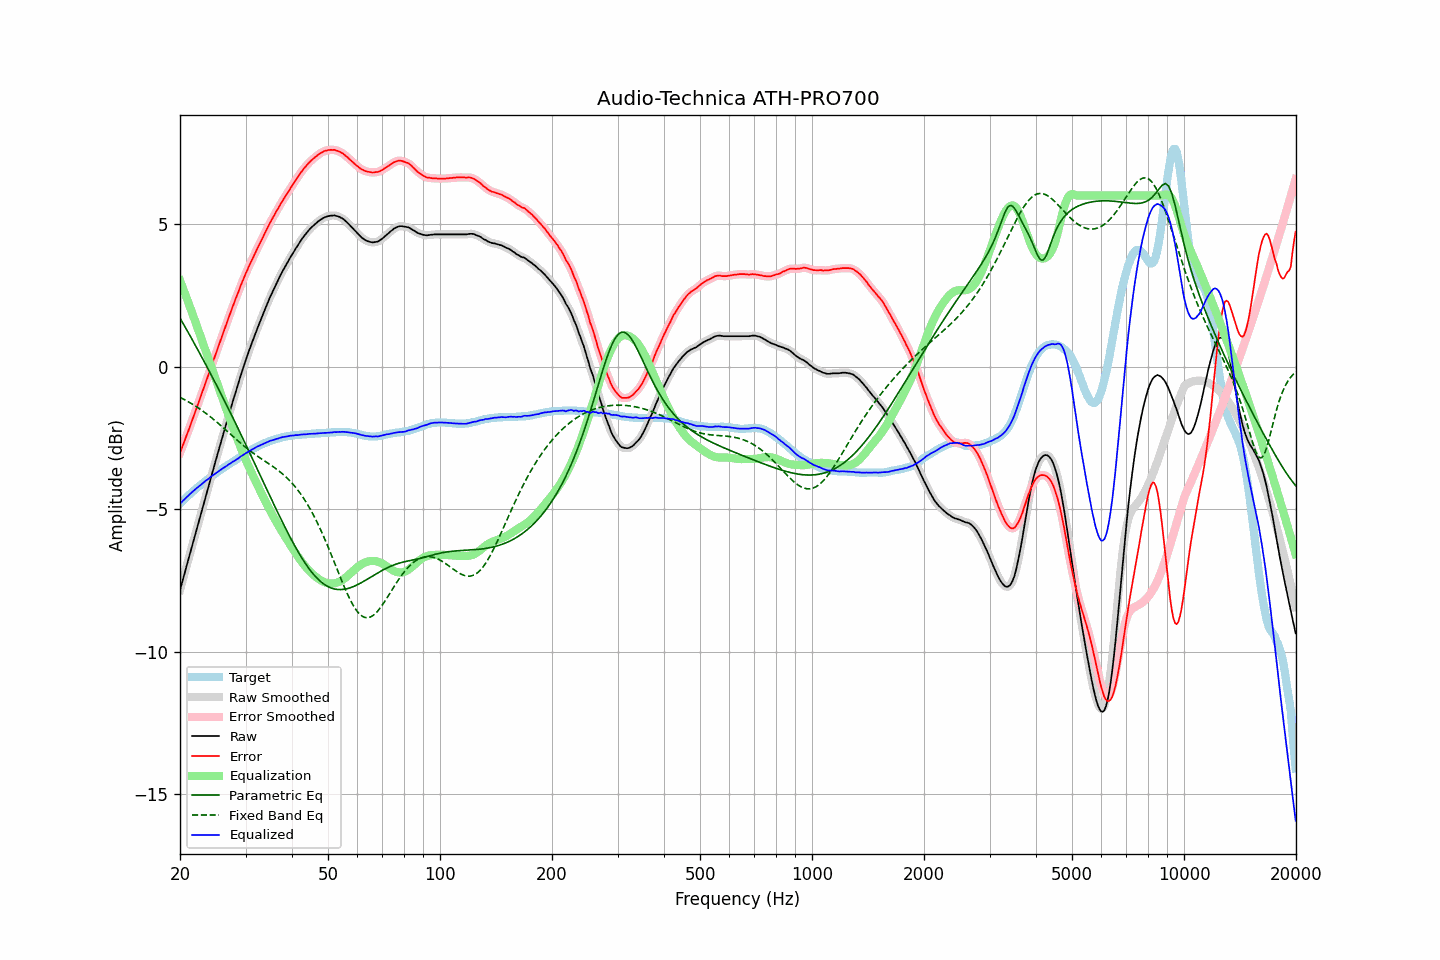 Audio-Technica ATH-PRO700
Amplitude (dBr)
5
0
−5
−10
−15
Target
Raw Smoothed
Error Smoothed
Raw
Error
Equalization
Parametric Eq
Fixed Band Eq
Equalized
20 50 100 200 500 1000 2000 5000 10000 20000
Frequency (Hz)